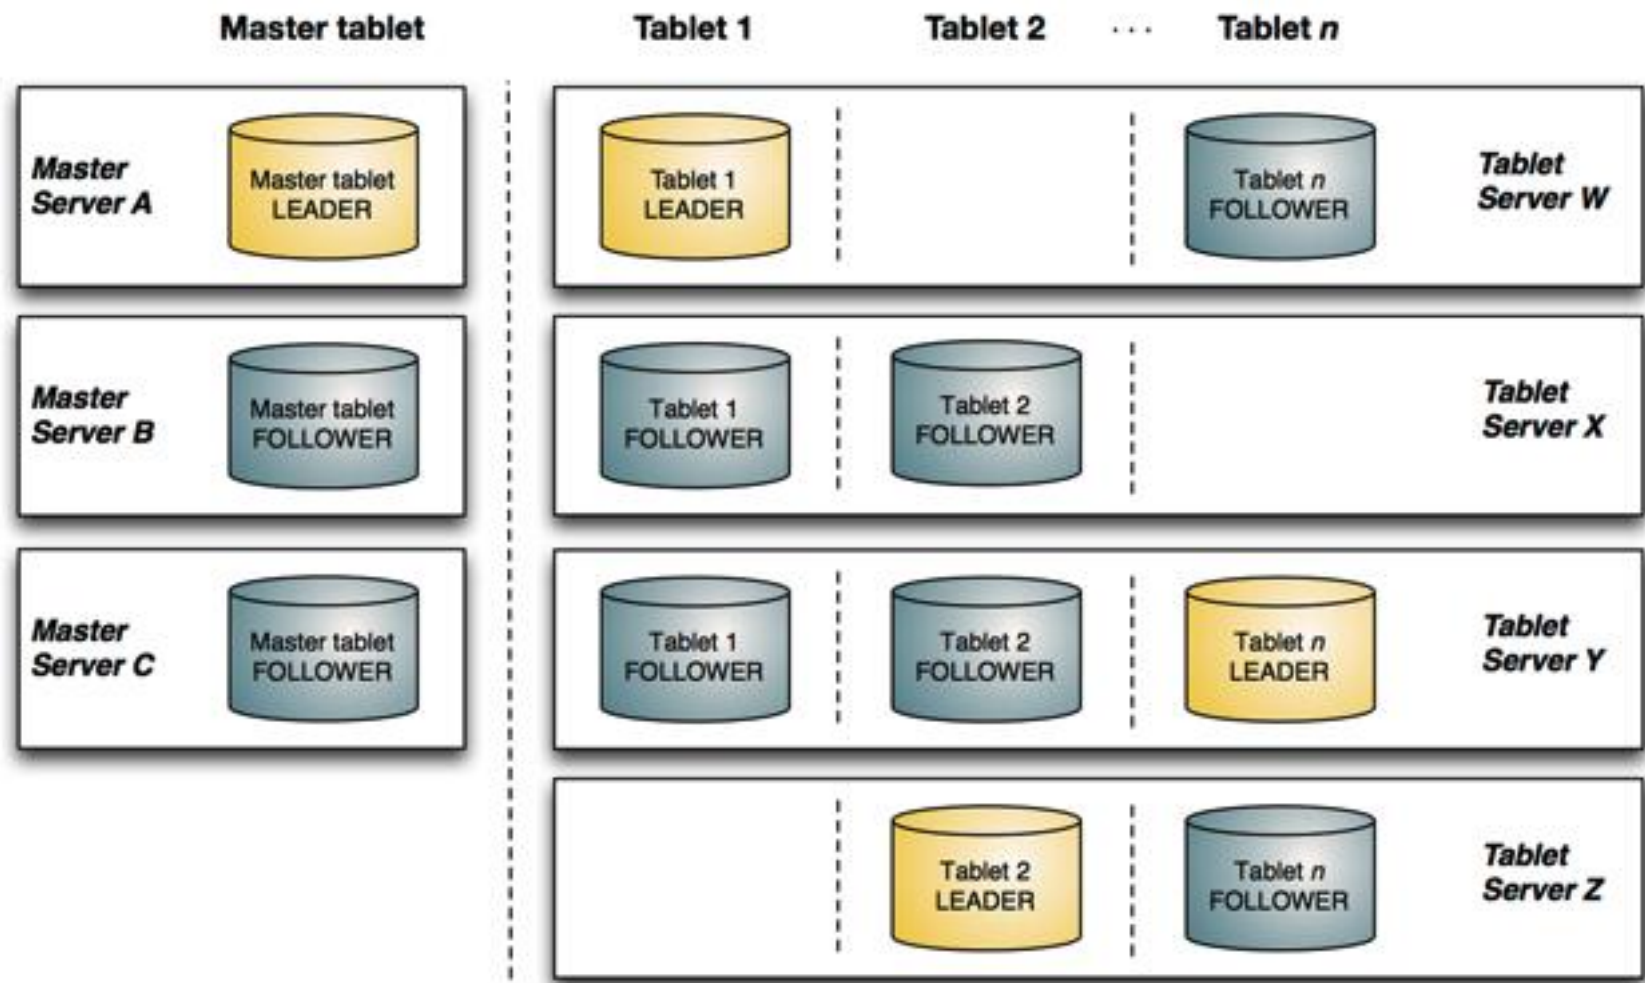 Master tablet Tablet 1 Tablet 2 ... Tablet n
Master
Server A
Master tablet
LEADER
Tablet 1
LEADER
Tablet n
FOLLOWER
Tablet
Server W
Master
Server B
Master tablet
FOLLOWER
Tablet 1
FOLLOWER
Tablet 2
FOLLOWER
Tablet
Server X
Master
Server C
Master tablet
FOLLOWER
Tablet 1
FOLLOWER
Tablet 2
FOLLOWER
Tablet n
LEADER
Tablet
Server Y
Tablet 2
LEADER
Tablet n
FOLLOWER
Tablet
Server Z